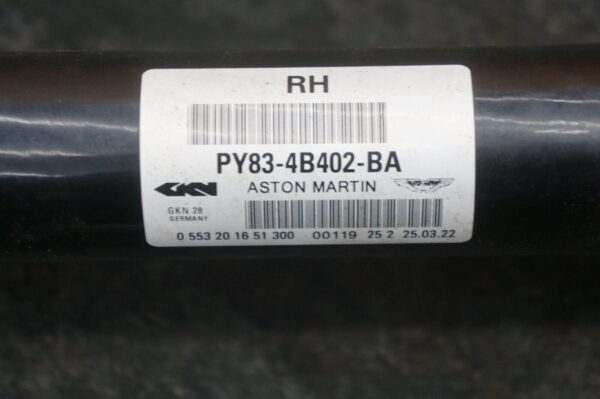 RH
PY83-4B402-BA
GKN ASTON MARTIN
GKN 28
GERMANY
0 553 20 16 51 300 00119 25 2 25.03.22